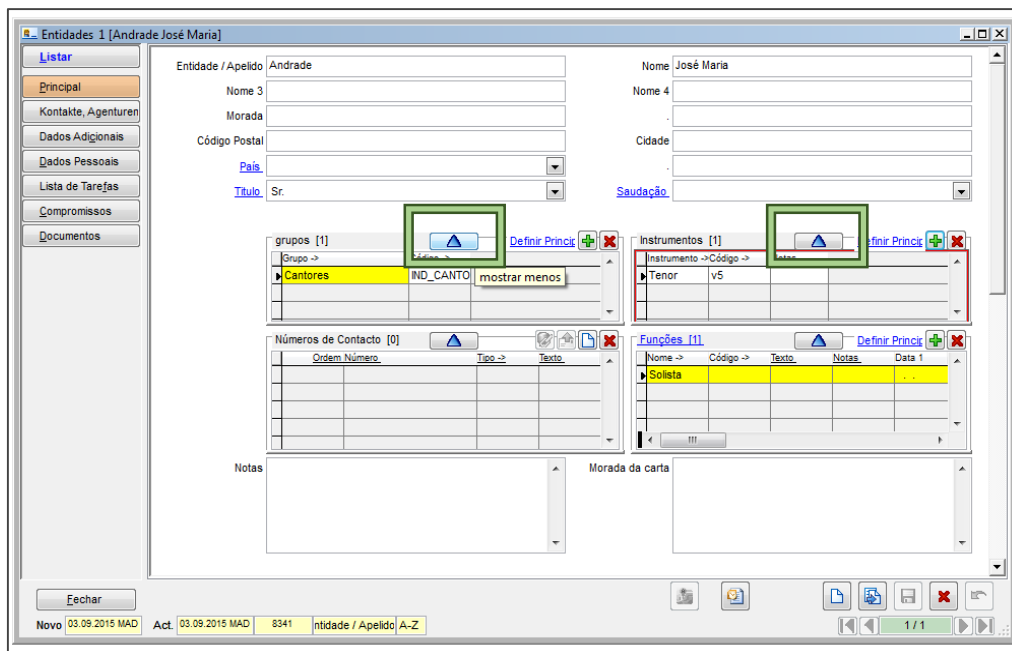 Entidades 1 [Andrade José Maria]
Listar
Principal
Kontakte, Agenturen
Dados Adicionais
Dados Pessoais
Lista de Tarefas
Compromissos
Documentos
Entidade / Apelido Andrade Nome José Maria
Nome 3 Nome 4
Morada .
Código Postal Cidade
País .
Titulo Sr. Saudação
grupos [1] Definir Princip Instrumentos [1] Definir Princip
Grupo -> Código -> Instrumento -> Código -> Notas
Cantores IND_CANTO mostrar menos Tenor v5
Números de Contacto [0] Funções [1] Definir Princip
Ordem Número Tipo -> Texto Nome -> Código -> Texto Notas Data 1
Solista . .
Notas Morada da carta
Fechar
Novo 03.09.2015 MAD Act. 03.09.2015 MAD 8341 ntidade / Apelido A-Z 1 / 1